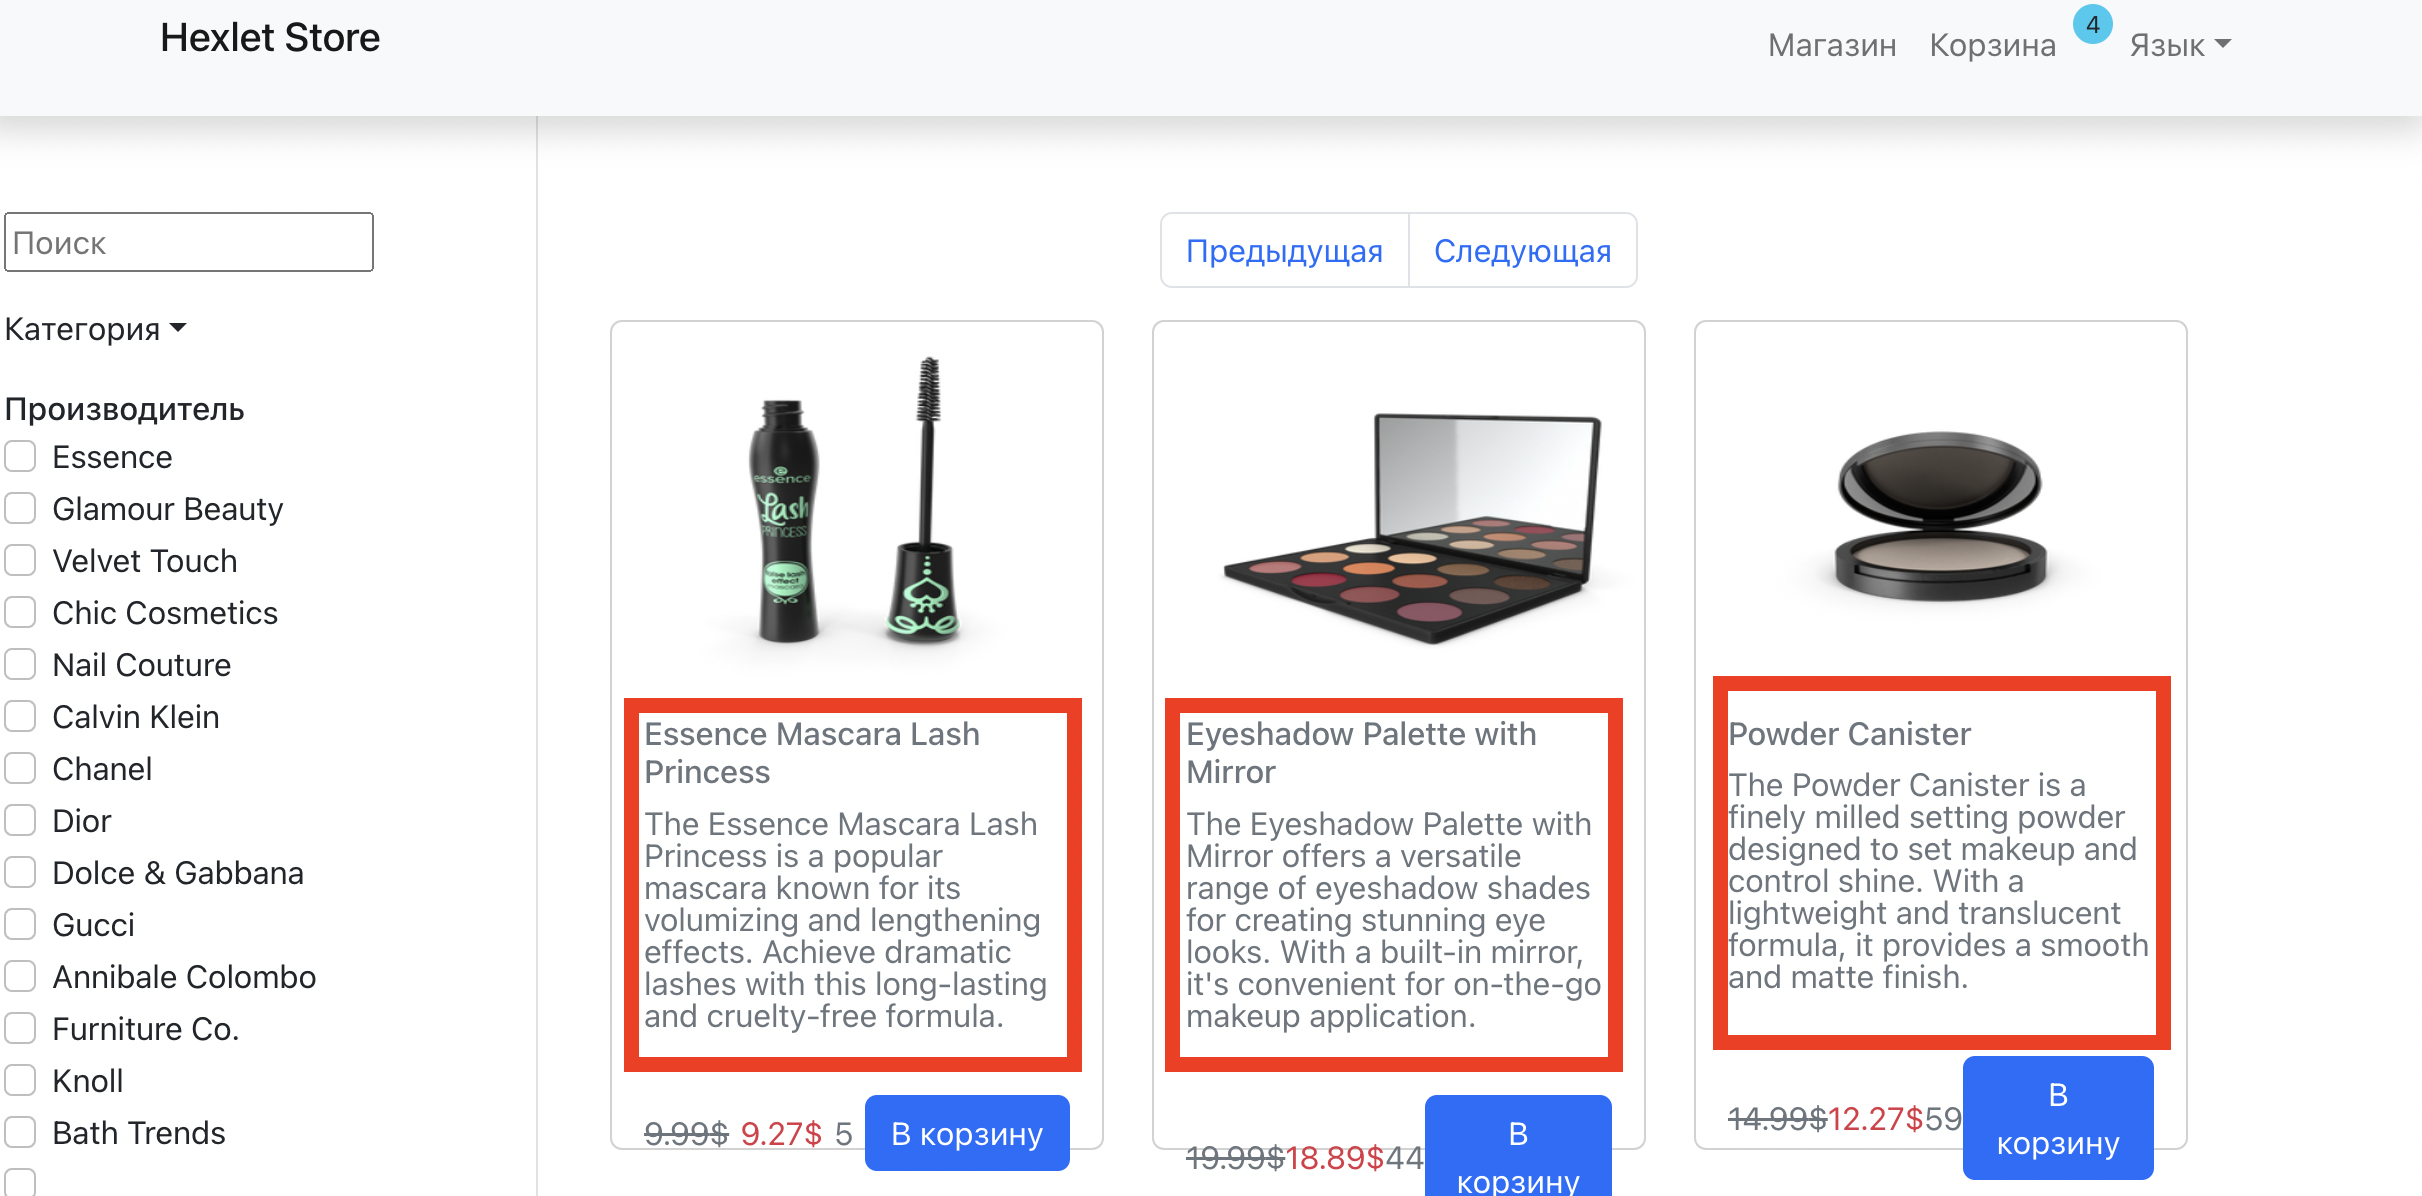 Hexlet Store
Магазин
Корзина
4
Язык
Поиск
Категория
Производитель
Essence
Glamour Beauty
Velvet Touch
Chic Cosmetics
Nail Couture
Calvin Klein
Chanel
Dior
Dolce & Gabbana
Gucci
Annibale Colombo
Furniture Co.
Knoll
Bath Trends
Предыдущая
Следующая
essence
Lash
PRINCESS
false lash
effect
Essence Mascara Lash
Princess
The Essence Mascara Lash
Princess is a popular
mascara known for its
volumizing and lengthening
effects. Achieve dramatic
lashes with this long-lasting
and cruelty-free formula.
9.99$ 9.27$ 5
В корзину
Eyeshadow Palette with
Mirror
The Eyeshadow Palette with
Mirror offers a versatile
range of eyeshadow shades
for creating stunning eye
looks. With a built-in mirror,
it's convenient for on-the-go
makeup application.
19.99$18.89$44
В
корзину
Powder Canister
The Powder Canister is a
finely milled setting powder
designed to set makeup and
control shine. With a
lightweight and translucent
formula, it provides a smooth
and matte finish.
14.99$12.27$59
В
корзину